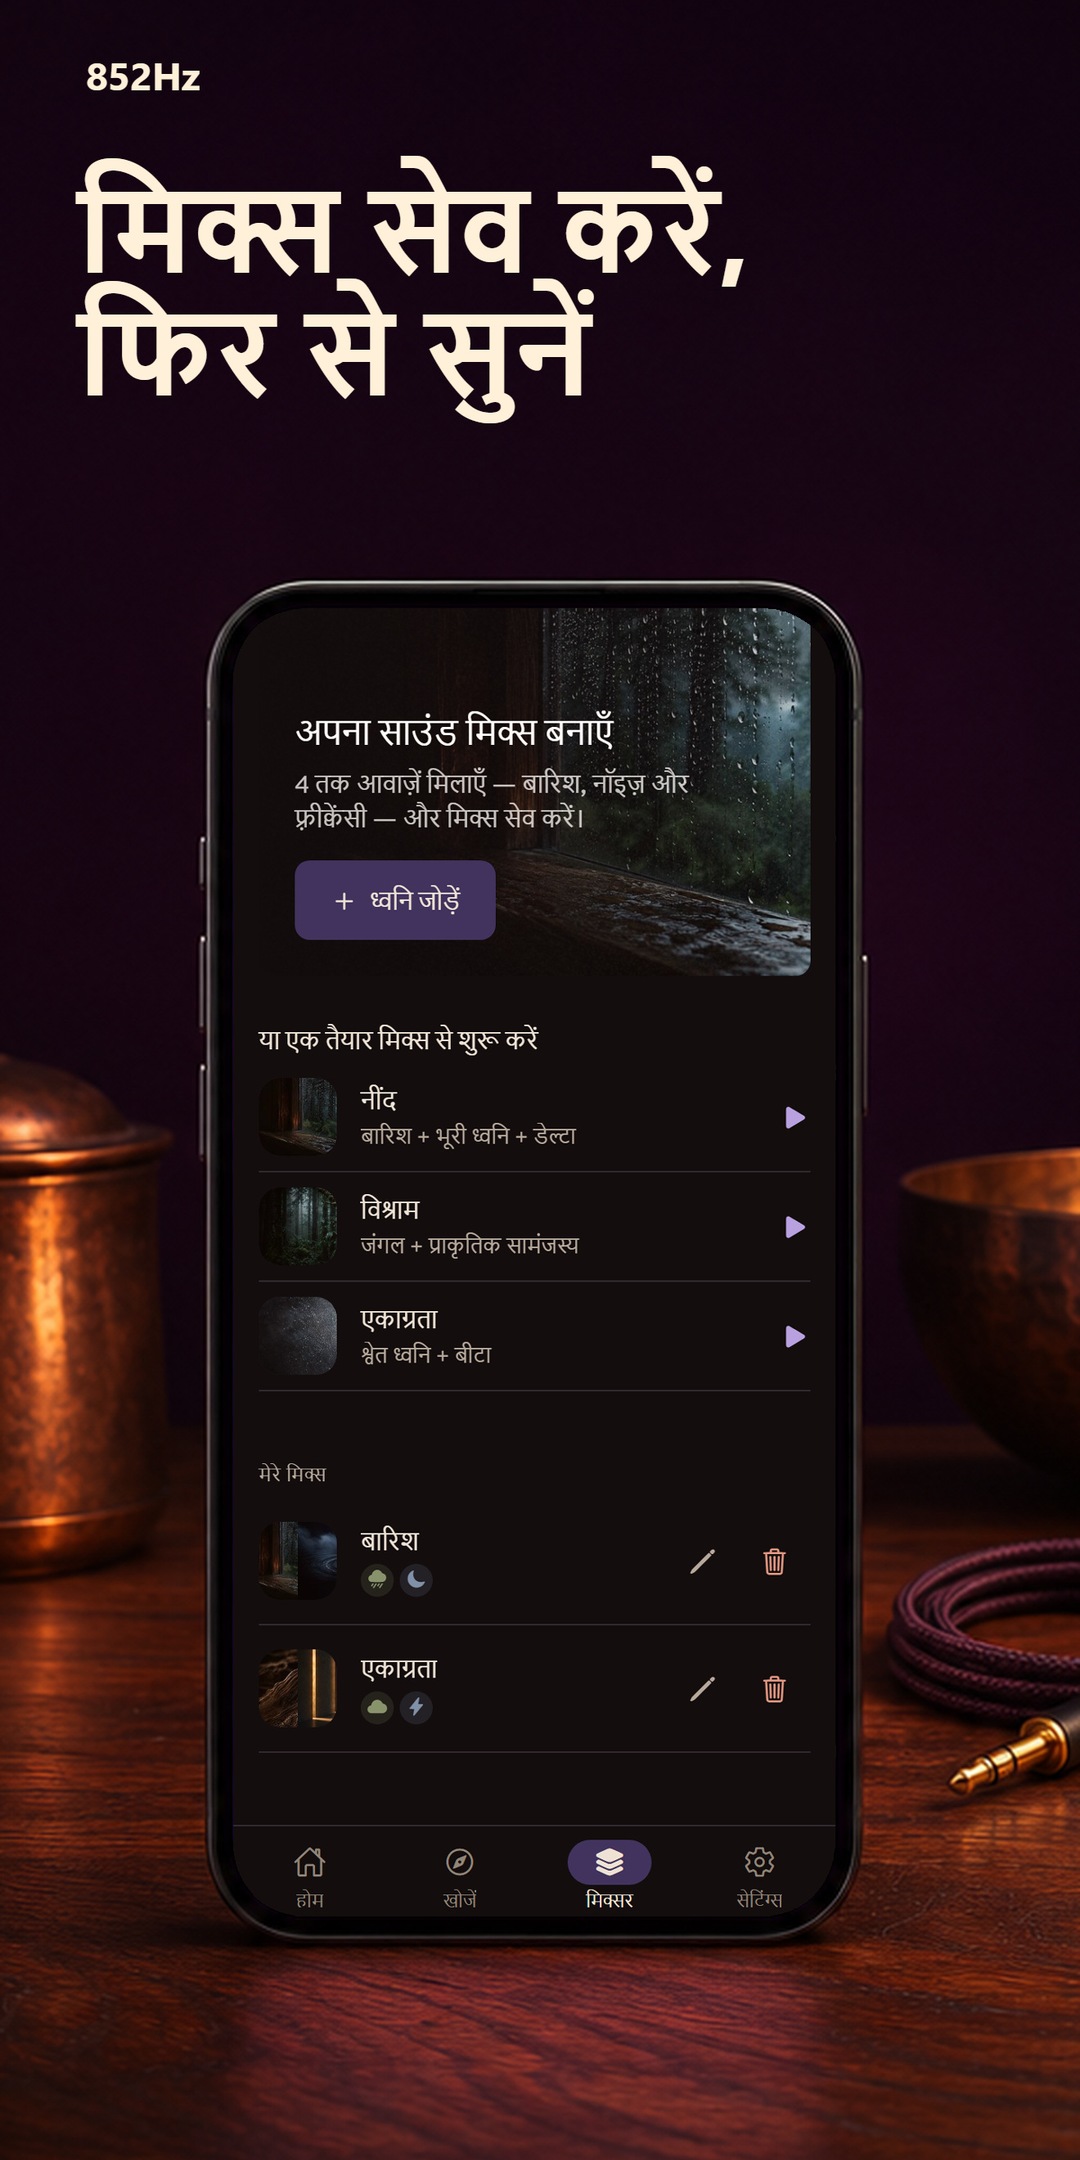 852Hz
मिक्स सेव करें,
फिर से सुनें
अपना साउंड मिक्स बनाएँ
4 तक आवाज़ें मिलाएँ — बारिश, नॉइज़ और
फ़्रीक्वेंसी — और मिक्स सेव करें।
+ ध्वनि जोड़ें
या एक तैयार मिक्स से शुरू करें
नींद
बारिश + भूरी ध्वनि + डेल्टा
विश्राम
जंगल + प्राकृतिक सामंजस्य
एकाग्रता
श्वेत ध्वनि + बीटा
मेरे मिक्स
बारिश
एकाग्रता
होम
खोजें
मिक्सर
सेटिंग्स